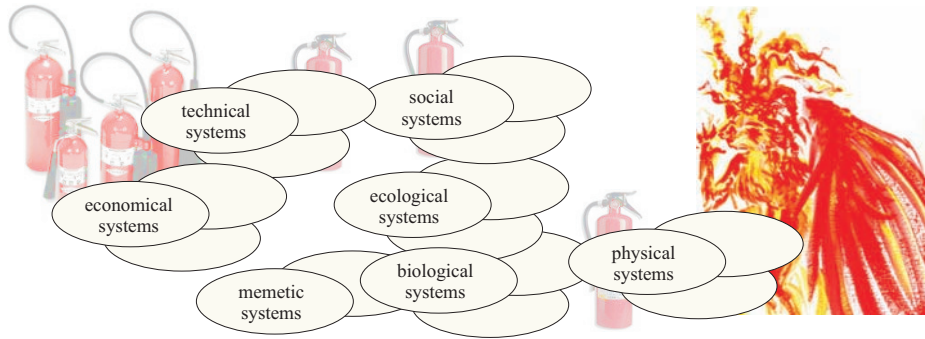 technical
systems
social
systems
economical
systems
ecological
systems
physical
systems
biological
systems
memetic
systems